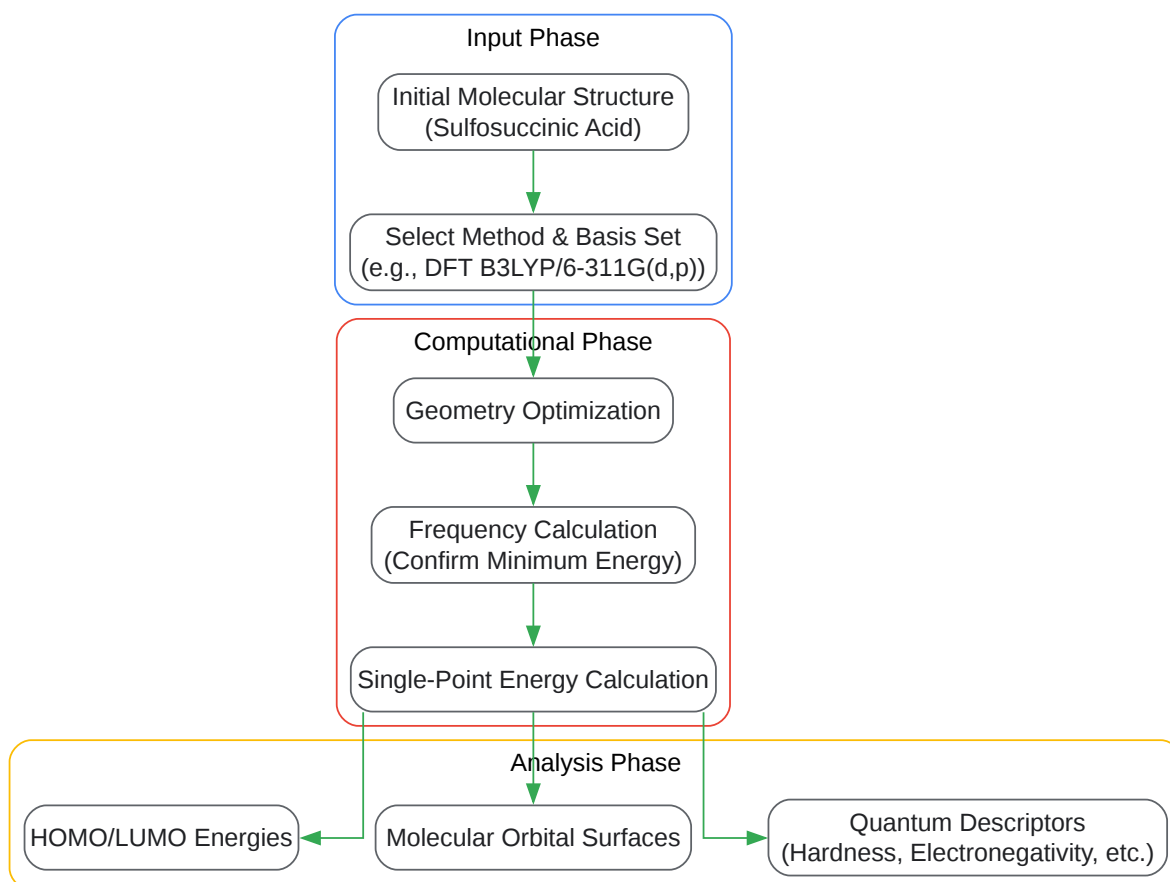 Input Phase
Initial Molecular Structure
(Sulfosuccinic Acid)
Select Method & Basis Set
(e.g., DFT B3LYP/6-311G(d,p))
Computational Phase
Geometry Optimization
Frequency Calculation
(Confirm Minimum Energy)
Single-Point Energy Calculation
Analysis Phase
HOMO/LUMO Energies
Molecular Orbital Surfaces
Quantum Descriptors
(Hardness, Electronegativity, etc.)